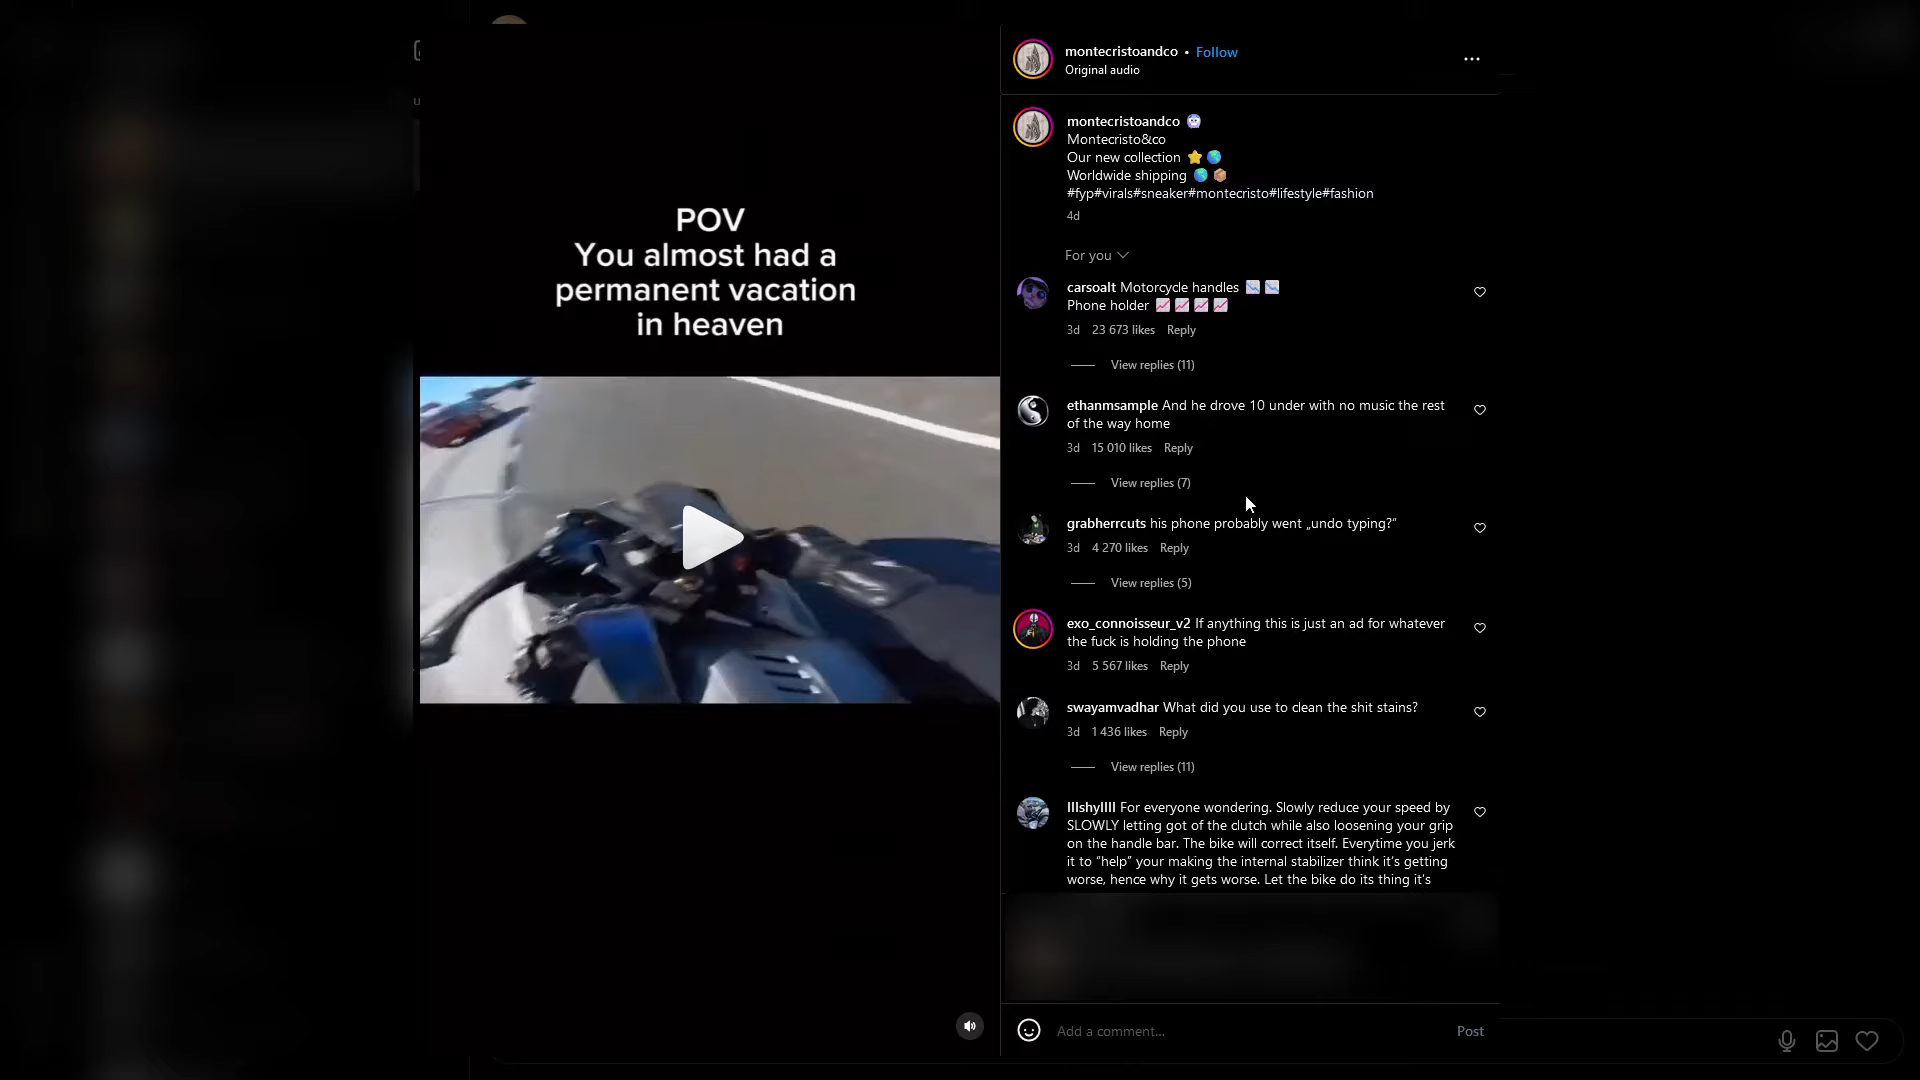 POV
You almost had a
permanent vacation
in heaven
montecristoandco • Follow
Original audio
montecristoandco
Montecristo&co
Our new collection ⭐🌎
Worldwide shipping 🌎📦
#fyp#virals#sneaker#montecristo#lifestyle#fashion
4d
For you
carsoalt Motorcycle handles 📉📉
Phone holder 📈📈📈📈
3d 23 673 likes Reply
View replies (11)
ethanmsample And he drove 10 under with no music the rest
of the way home
3d 15 010 likes Reply
View replies (7)
grabherrcuts his phone probably went „undo typing?“
3d 4 270 likes Reply
View replies (5)
exo_connoisseur_v2 If anything this is just an ad for whatever
the fuck is holding the phone
3d 5 567 likes Reply
swayamvadhar What did you use to clean the shit stains?
3d 1 436 likes Reply
View replies (11)
lllshyllll For everyone wondering. Slowly reduce your speed by
SLOWLY letting got of the clutch while also loosening your grip
on the handle bar. The bike will correct itself. Everytime you jerk
it to “help” your making the internal stabilizer think it’s getting
worse, hence why it gets worse. Let the bike do its thing it’s
Add a comment...
Post